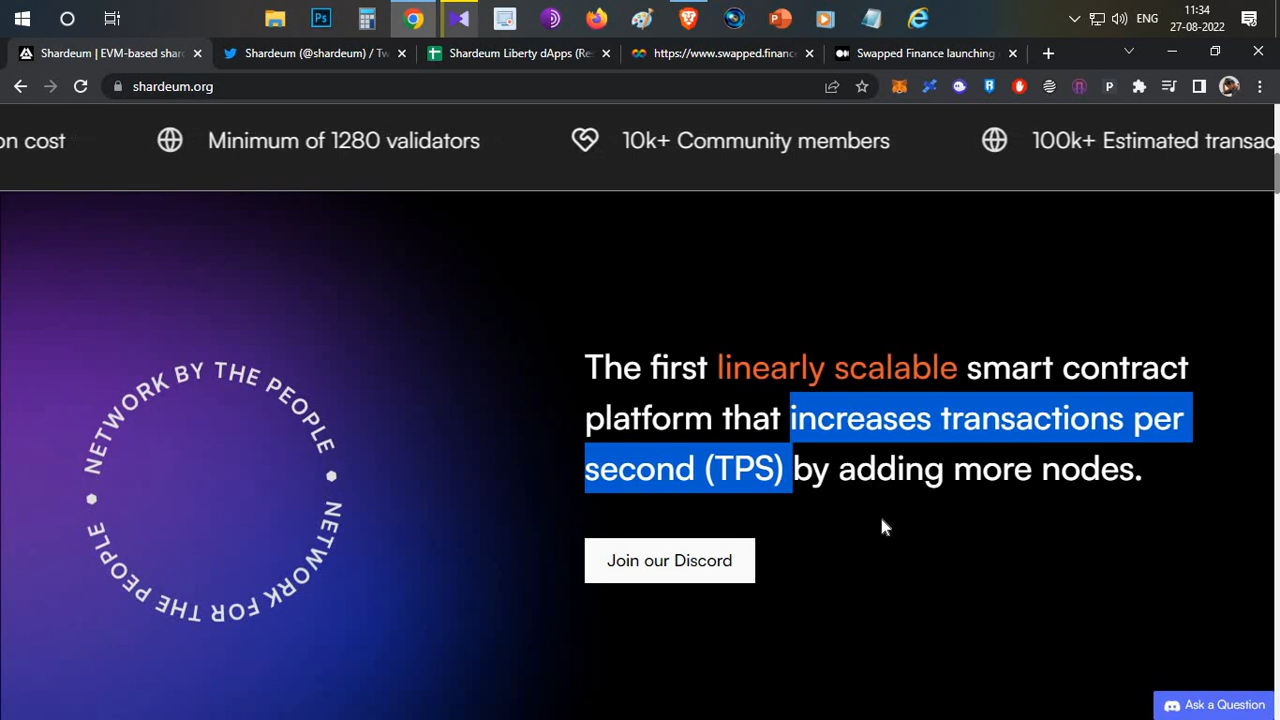 11:34
ENG
27-08-2022
Shardeum | EVM-based shard
Shardeum (@shardeum) / Tw
Shardeum Liberty dApps (Res
https://www.swapped.finance
Swapped Finance launching
shardeum.org
on cost
Minimum of 1280 validators
10k+ Community members
100k+ Estimated transac
NETWORK BY THE PEOPLE
NETWORK FOR THE PEOPLE
The first linearly scalable smart contract
platform that increases transactions per
second (TPS) by adding more nodes.
Join our Discord
Ask a Question